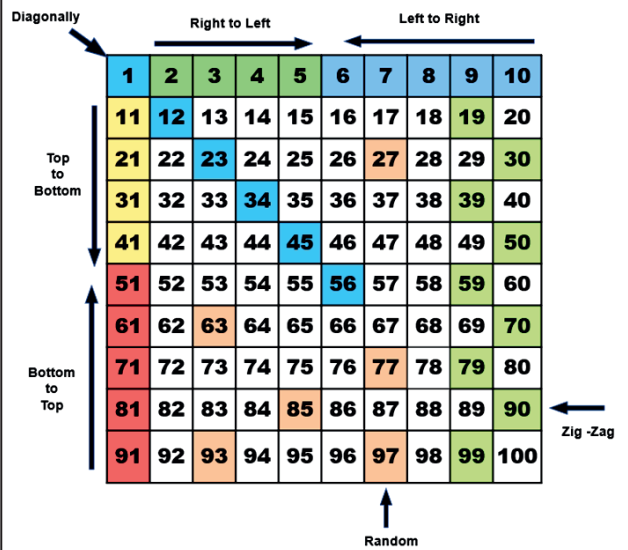 Diagonally
Right to Left
Left to Right
1 2 3 4 5 6 7 8 9 10
11 12 13 14 15 16 17 18 19 20
21 22 23 24 25 26 27 28 29 30
Top
to
Bottom
31 32 33 34 35 36 37 38 39 40
41 42 43 44 45 46 47 48 49 50
51 52 53 54 55 56 57 58 59 60
61 62 63 64 65 66 67 68 69 70
71 72 73 74 75 76 77 78 79 80
Bottom
to
Top
81 82 83 84 85 86 87 88 89 90
Zig -Zag
91 92 93 94 95 96 97 98 99 100
Random